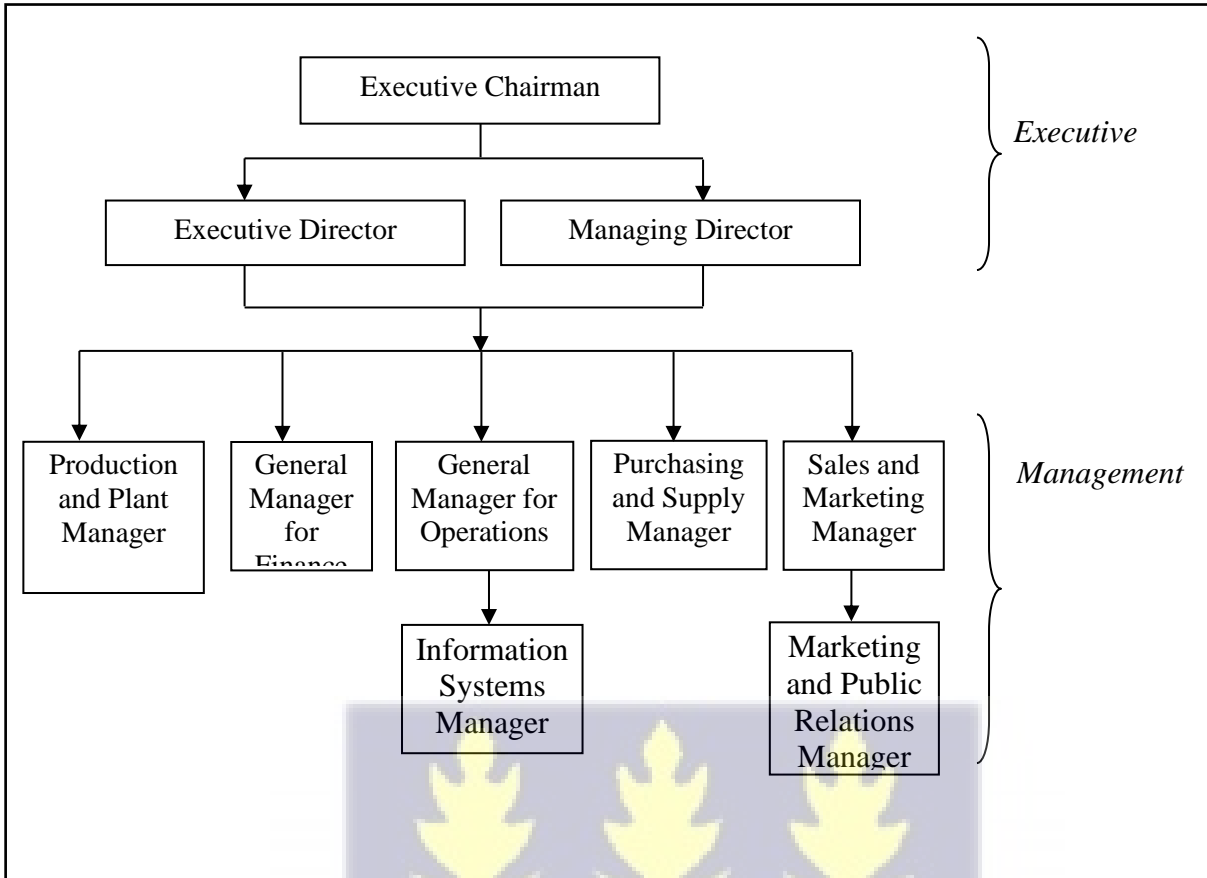 Executive Chairman
Executive
Executive Director
Managing Director
Production
and Plant
Manager
General
Manager
for
Finance
General
Manager for
Operations
Purchasing
and Supply
Manager
Sales and
Marketing
Manager
Management
Information
Systems
Manager
Marketing
and Public
Relations
Manager